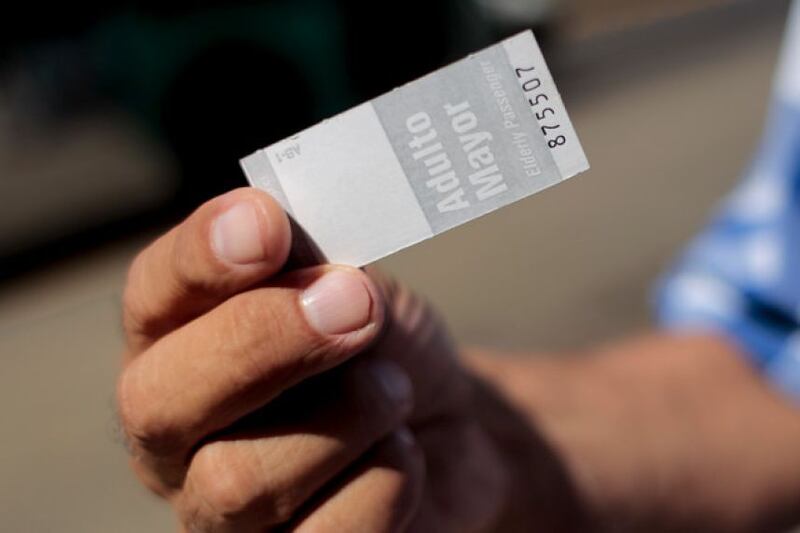 875507
Elderly Passenger
Adulto
Mayor
AB-1